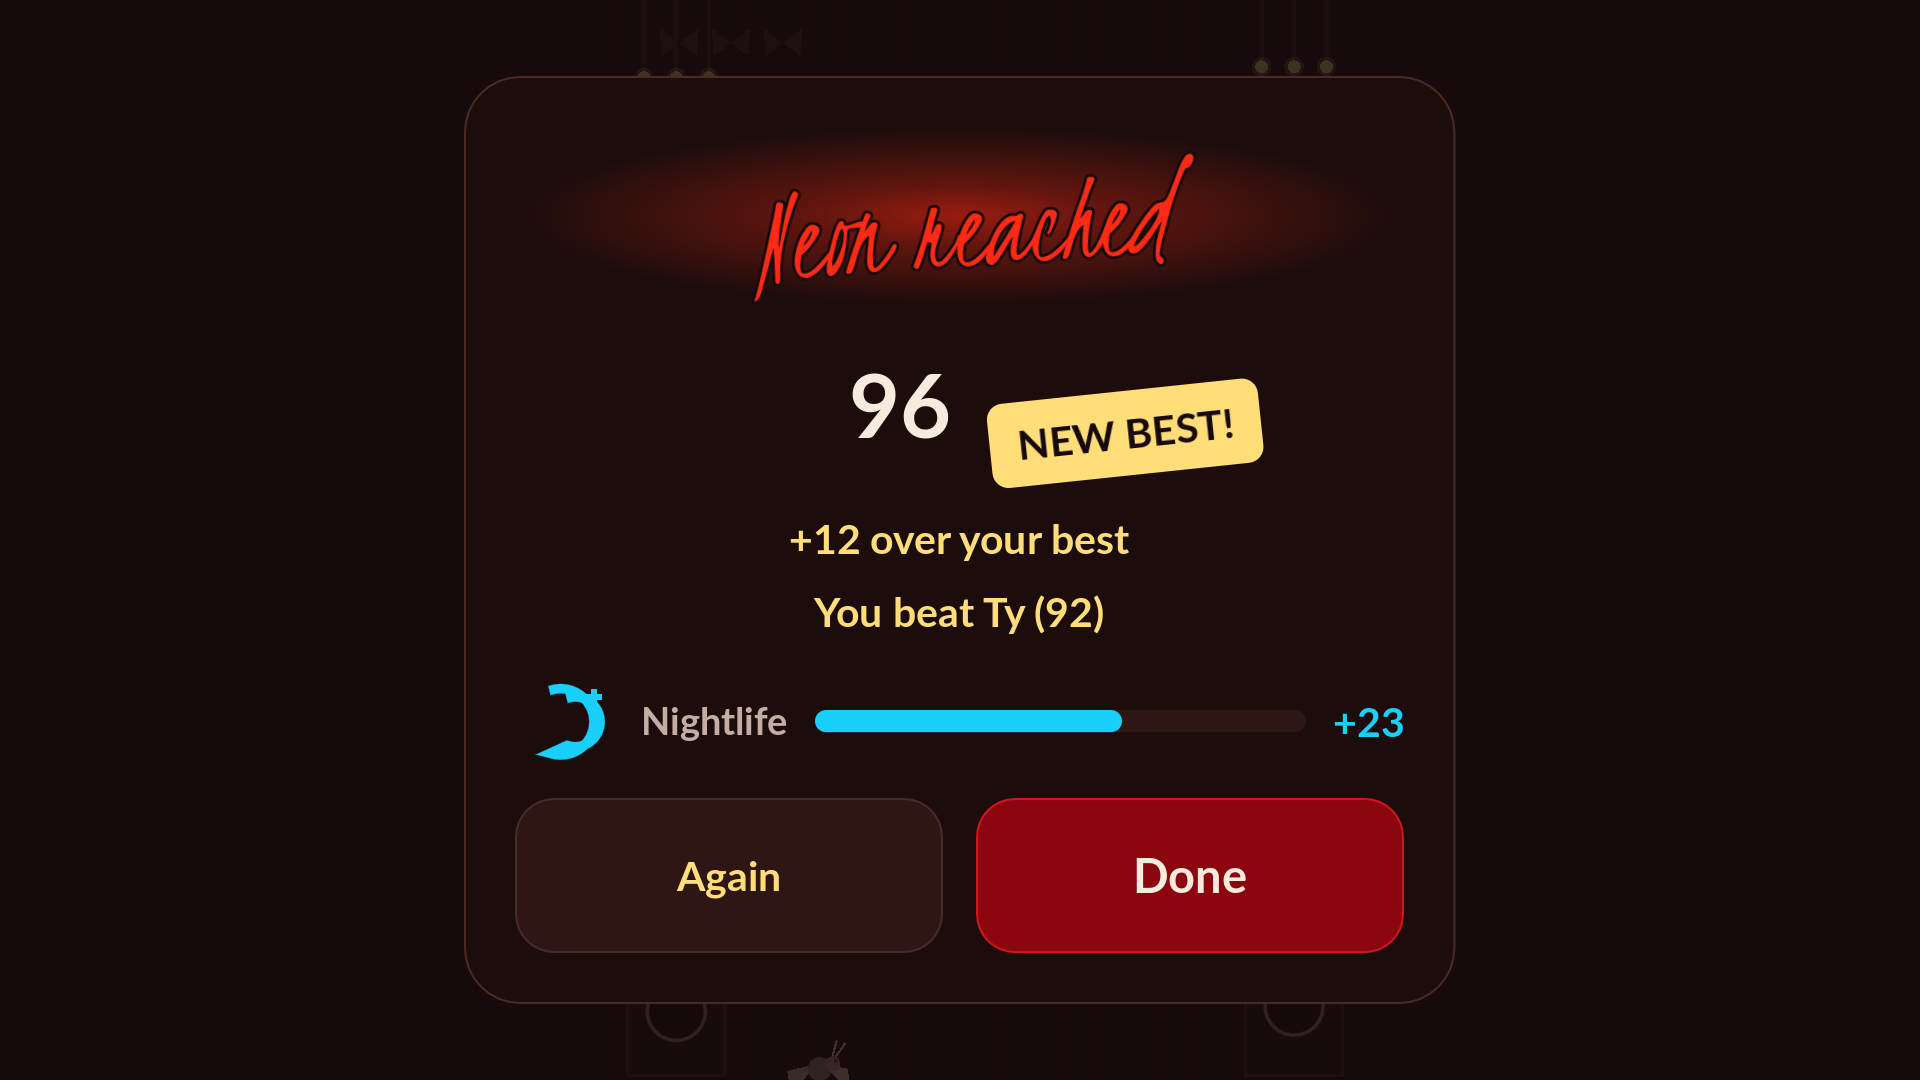 Neon reached
96
NEW BEST!
+12 over your best
You beat Ty (92)
Nightlife
+23
Again
Done